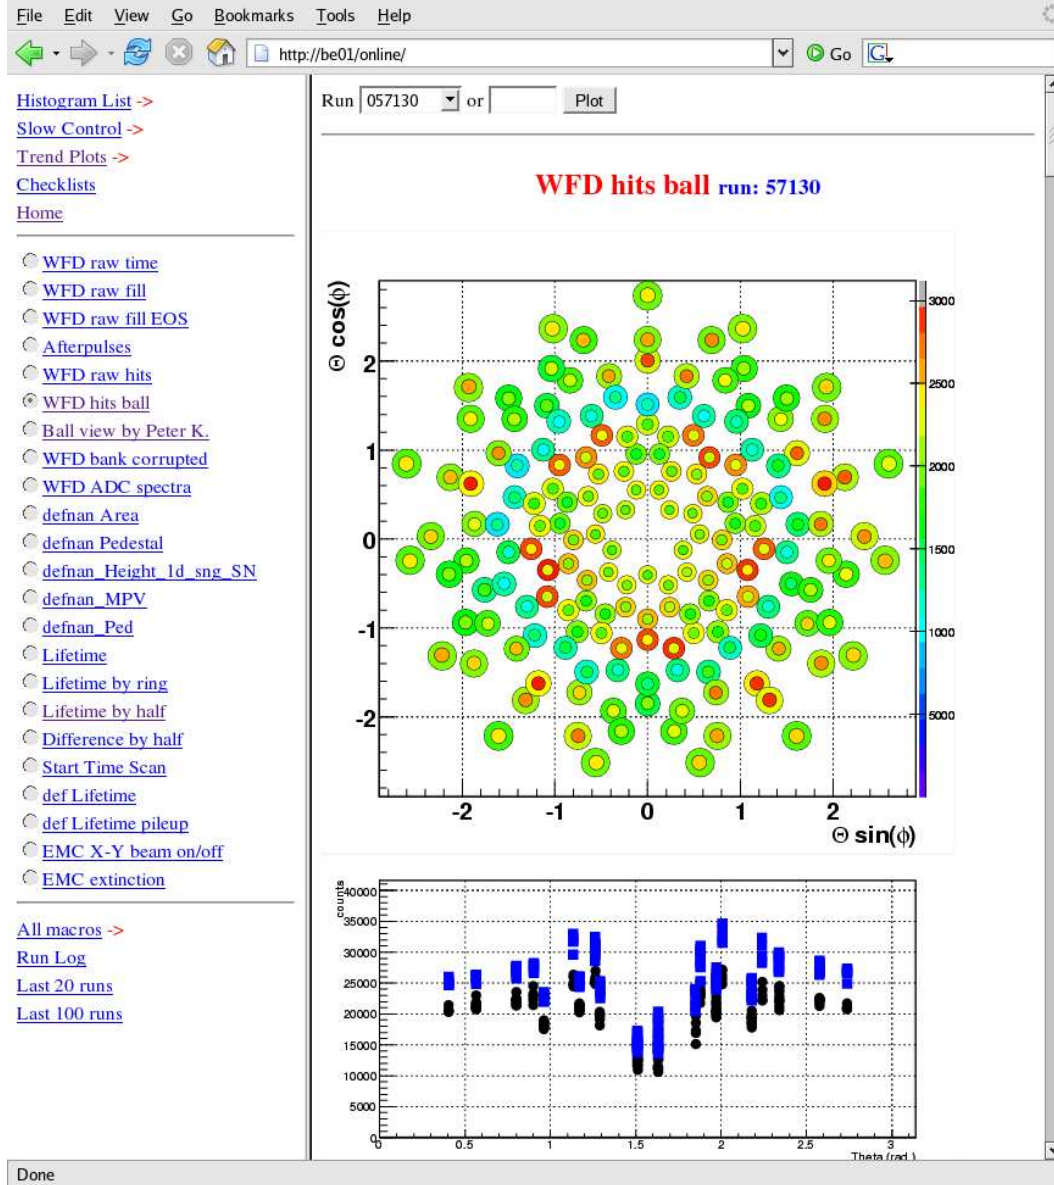 File Edit View Go Bookmarks Tools Help
http://be01/online/ Go G
Histogram List ->
Slow Control ->
Trend Plots ->
Checklists
Home
WFD raw time
WFD raw fill
WFD raw fill EOS
Afterpulses
WFD raw hits
WFD hits ball
Ball view by Peter K.
WFD bank corrupted
WFD ADC spectra
defnan Area
defnan Pedestal
defnan_Height_1d_sng_SN
defnan_MPV
defnan_Ped
Lifetime
Lifetime by ring
Lifetime by half
Difference by half
Start Time Scan
def Lifetime
def Lifetime pileup
EMC X-Y beam on/off
EMC extinction
All macros ->
Run Log
Last 20 runs
Last 100 runs
Run 057130 or Plot
WFD hits ball run: 57130
Θ cos(ϕ)
2
1
0
-1
-2
-2 -1 0 1 2
Θ sin(ϕ)
3000
2500
2000
1500
1000
5000
counts
40000
35000
30000
25000
20000
15000
10000
5000
0
0 0.5 1 1.5 2 2.5 3
Theta (rad.)
Done